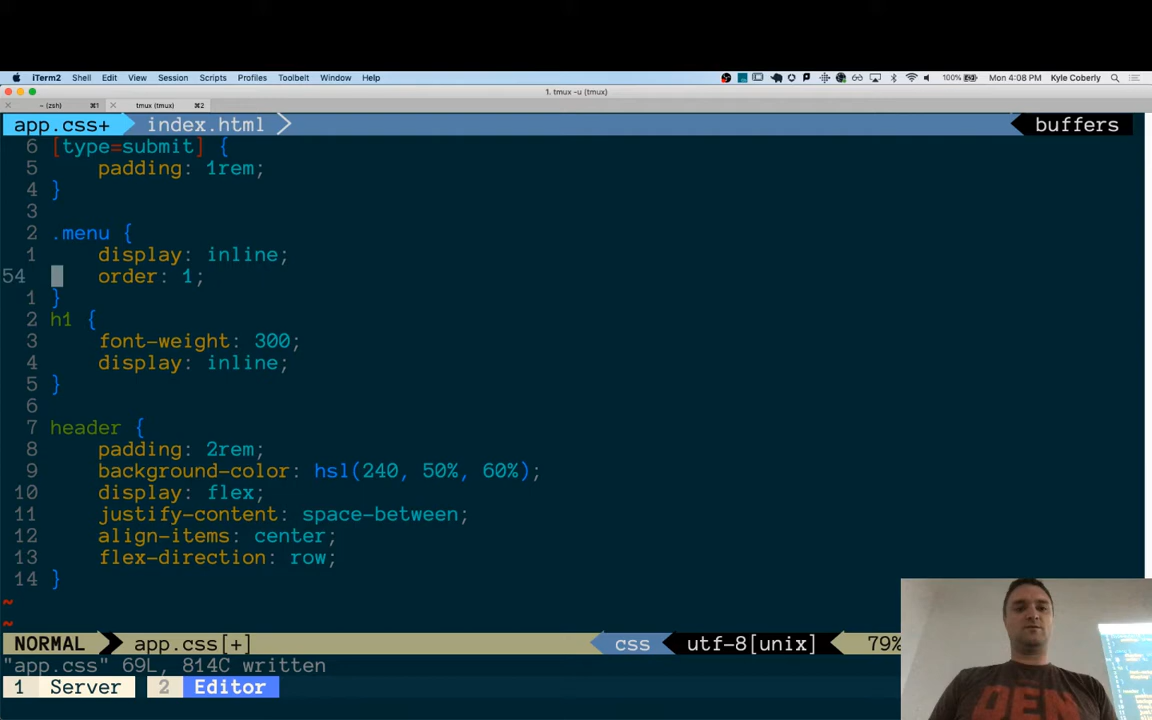 iTerm2 Shell Edit View Session Scripts Profiles Toolbelt Window Help 100% Mon 4:08 PM Kyle Coberly
1. tmux -u (tmux)
~ (zsh) ⌘1 tmux (tmux) ⌘2
app.css+ index.html buffers
6 [type=submit] {
5 padding: 1rem;
4 }
3
2 .menu {
1 display: inline;
54 order: 1;
1 }
2 h1 {
3 font-weight: 300;
4 display: inline;
5 }
6
7 header {
8 padding: 2rem;
9 background-color: hsl(240, 50%, 60%);
10 display: flex;
11 justify-content: space-between;
12 align-items: center;
13 flex-direction: row;
14 }
~
~
NORMAL app.css[+] css utf-8[unix] 79%
"app.css" 69L, 814C written
1 Server 2 Editor
DEN